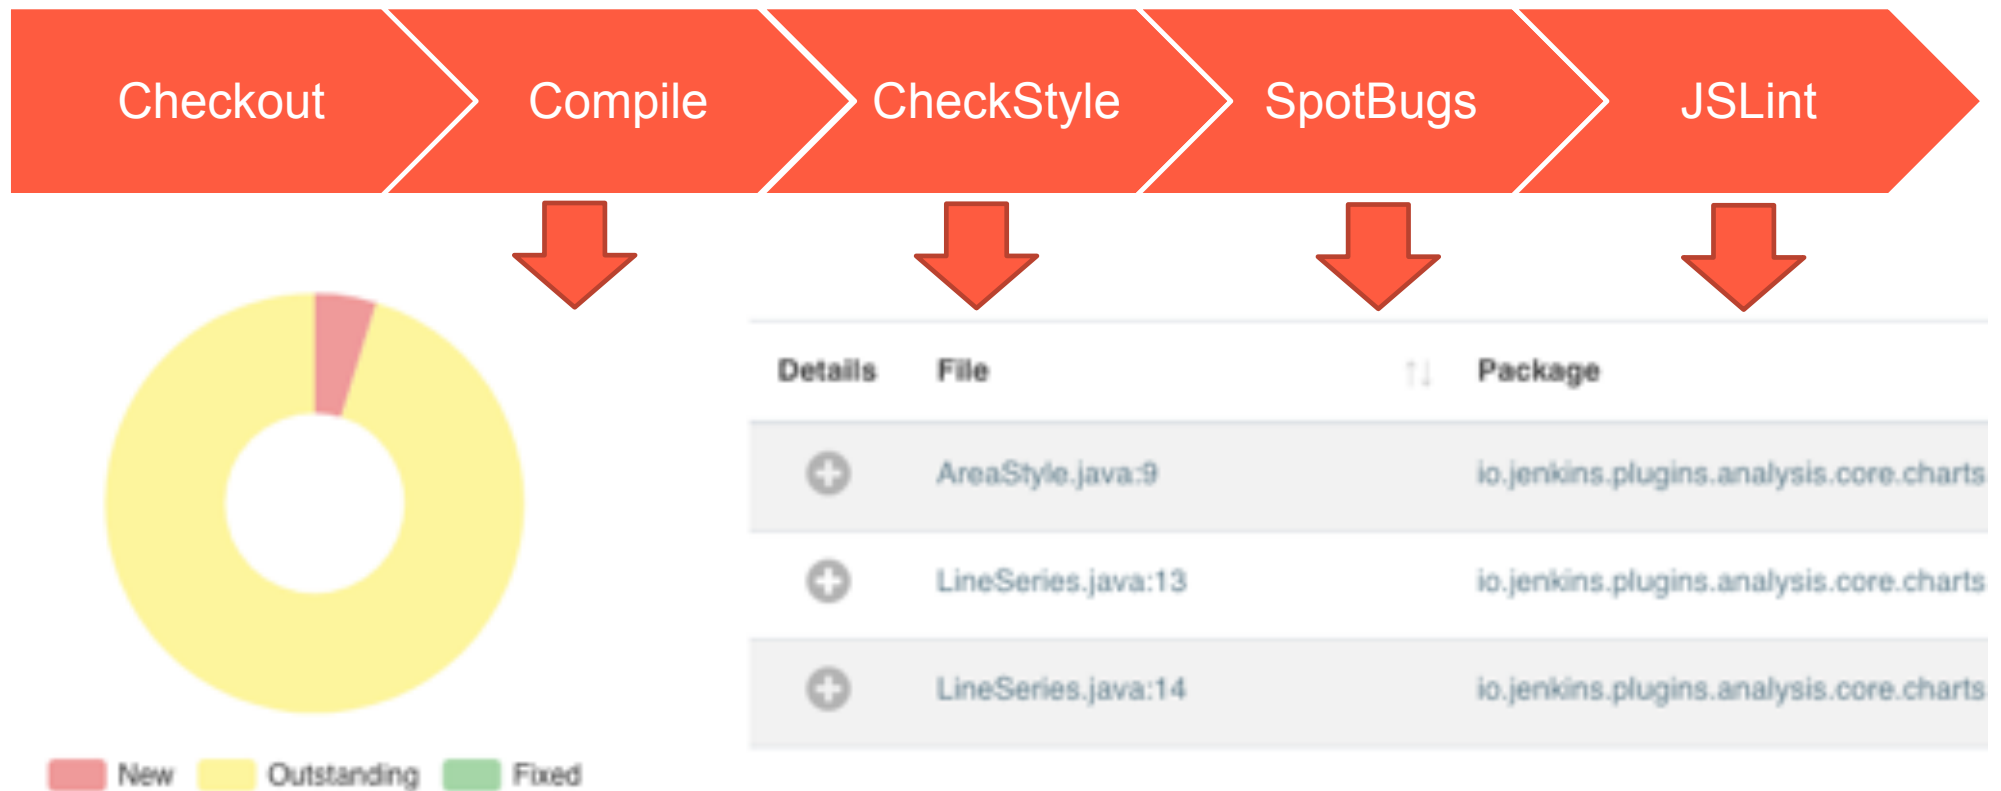 Checkout
Compile
CheckStyle
SpotBugs
JSLint
Details File Package
AreaStyle.java:9 io.jenkins.plugins.analysis.core.charts
LineSeries.java:13 io.jenkins.plugins.analysis.core.charts
LineSeries.java:14 io.jenkins.plugins.analysis.core.charts
New Outstanding Fixed